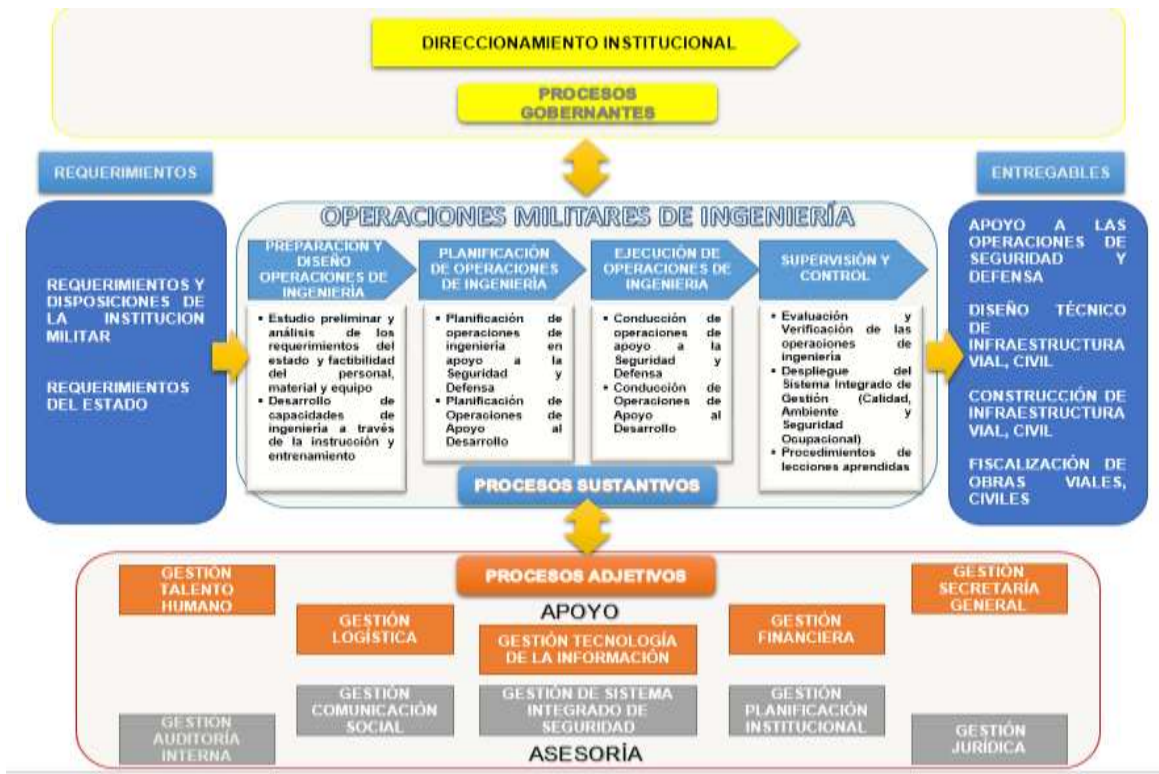 DIRECCIONAMIENTO INSTITUCIONAL
PROCESOS
GOBERNANTES
REQUERIMIENTOS
REQUERIMIENTOS Y
DISPOSICIONES DE
LA INSTITUCION
MILITAR
REQUERIMIENTOS
DEL ESTADO
OPERACIONES MILITARES DE INGENIERÍA
PREPARACION Y
DISEÑO
OPERACIONES DE
INGENIERÍA
• Estudio preliminar y
análisis de los
requerimientos del
estado y factibilidad
del personal,
material y equipo
• Desarrollo de
capacidades de
ingeniería a través
de la instrucción y
entrenamiento
PLANIFICACIÓN
DE OPERACIONES
DE INGENIERÍA
• Planificación de
operaciones de
ingeniería en
apoyo a la
Seguridad y
Defensa
• Planificación de
Operaciones de
Apoyo al
Desarrollo
EJECUCIÓN DE
OPERACIONES DE
INGENIERIA
• Conducción de
operaciones de
apoyo a la
Seguridad y
Defensa
• Conducción de
Operaciones de
Apoyo al
Desarrollo
SUPERVISIÓN Y
CONTROL
• Evaluación y
Verificación de las
operaciones de
ingeniería
• Despliegue del
Sistema Integrado de
Gestión (Calidad,
Ambiente y
Seguridad
Ocupacional)
• Procedimientos de
lecciones aprendidas
PROCESOS SUSTANTIVOS
ENTREGABLES
APOYO A LAS
OPERACIONES DE
SEGURIDAD Y
DEFENSA
DISEÑO TÉCNICO
DE
INFRAESTRUCTURA
VIAL, CIVIL
CONSTRUCCIÓN DE
INFRAESTRUCTURA
VIAL, CIVIL
FISCALIZACIÓN DE
OBRAS VIALES,
CIVILES
PROCESOS ADJETIVOS
APOYO
GESTIÓN
TALENTO
HUMANO
GESTIÓN
LOGÍSTICA
GESTIÓN TECNOLOGÍA
DE LA INFORMACIÓN
GESTIÓN
FINANCIERA
GESTIÓN
SECRETARÍA
GENERAL
GESTION
AUDITORÍA
INTERNA
GESTIÓN
COMUNICACIÓN
SOCIAL
GESTIÓN DE SISTEMA
INTEGRADO DE
SEGURIDAD
GESTIÓN
PLANIFICACIÓN
INSTITUCIONAL
GESTIÓN
JURÍDICA
ASESORÍA